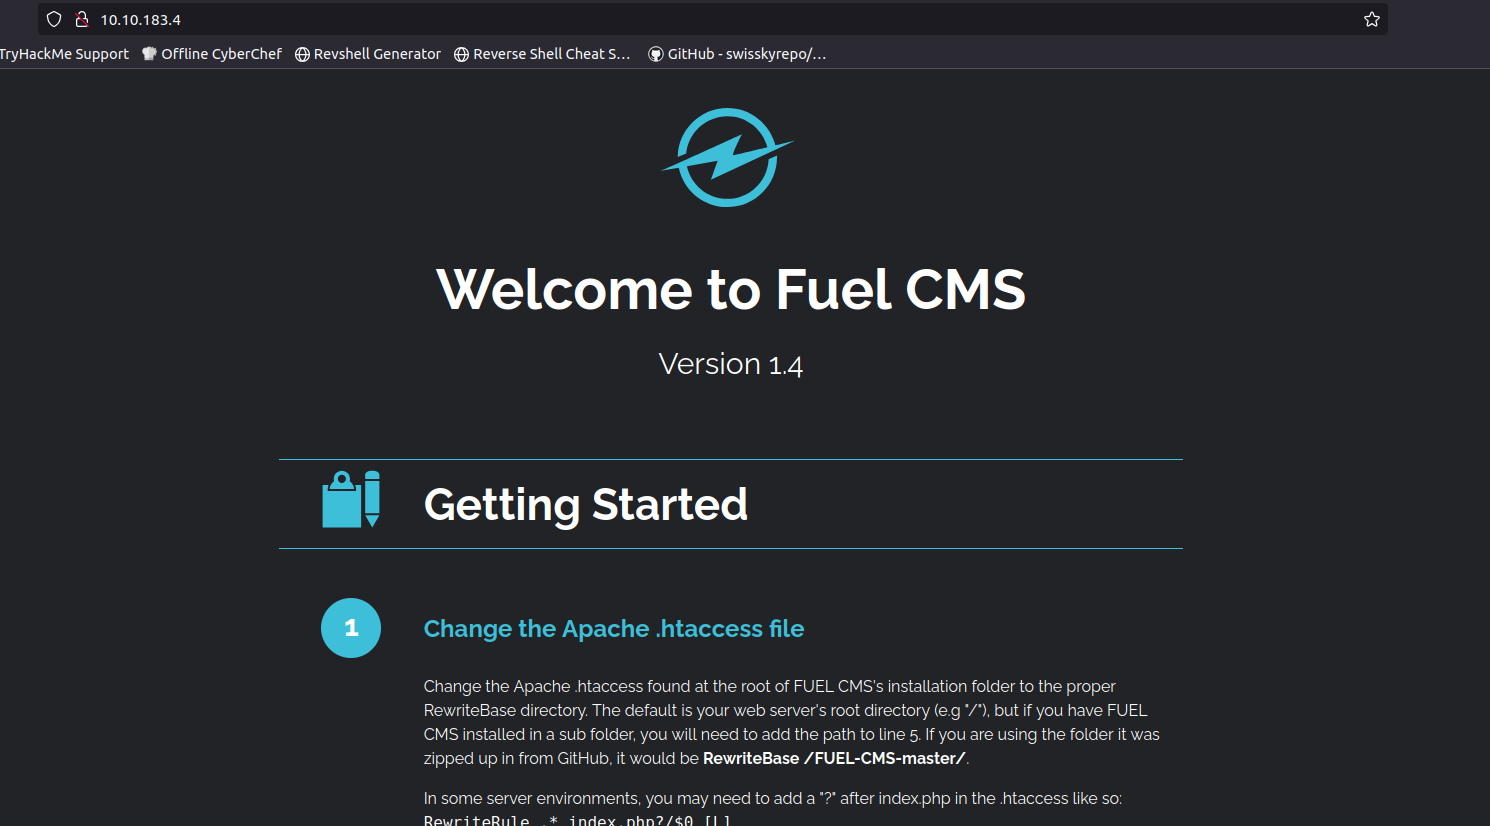 10.10.183.4
TryHackMe Support Offline CyberChef Revshell Generator Reverse Shell Cheat S... GitHub - swisskyrepo/...
Welcome to Fuel CMS
Version 1.4
Getting Started
1 Change the Apache .htaccess file
Change the Apache .htaccess found at the root of FUEL CMS's installation folder to the proper
RewriteBase directory. The default is your web server's root directory (e.g "/"), but if you have FUEL
CMS installed in a sub folder, you will need to add the path to line 5. If you are using the folder it was
zipped up in from GitHub, it would be RewriteBase /FUEL-CMS-master/.
In some server environments, you may need to add a "?" after index.php in the .htaccess like so:
RewriteRule .* index.php?/$0 [L]